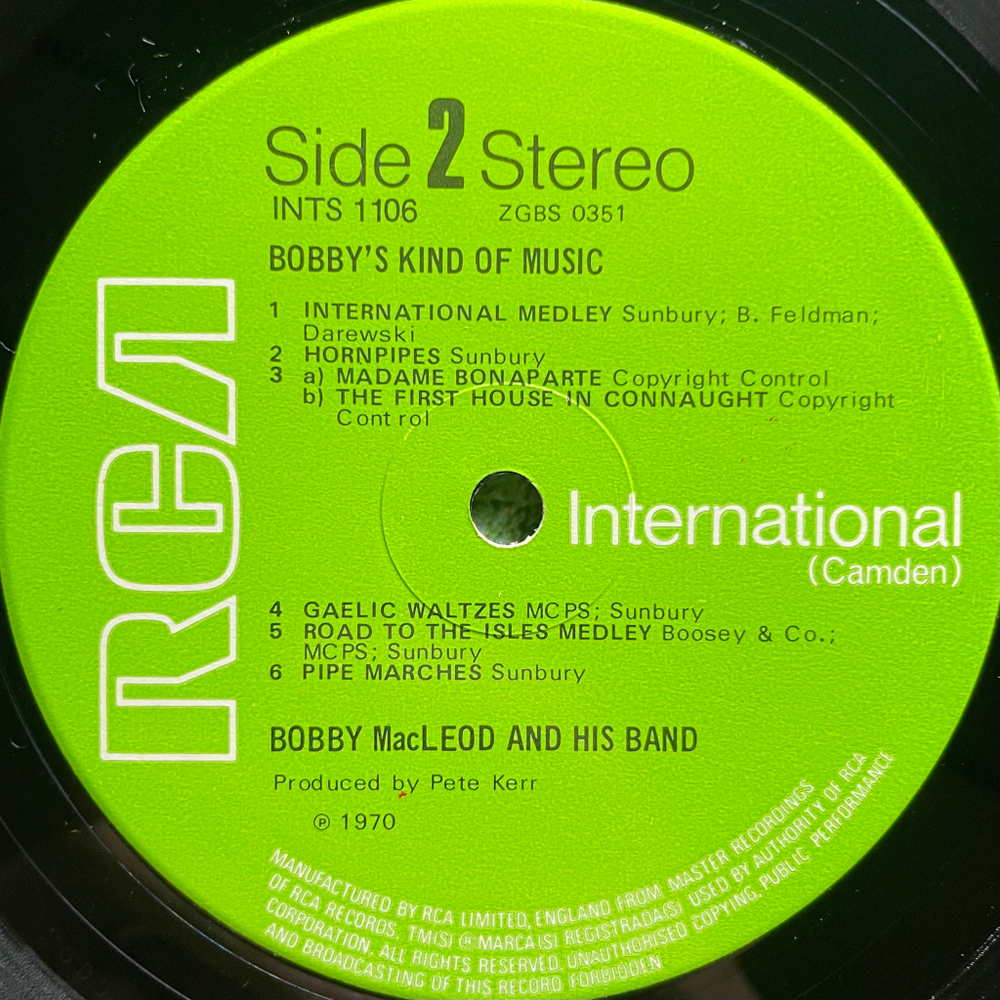 Side 2 Stereo
INTS 1106 ZGBS 0351
BOBBY'S KIND OF MUSIC
1 INTERNATIONAL MEDLEY Sunbury; B. Feldman;
Darewski
2 HORNPIPES Sunbury
3 a) MADAME BONAPARTE Copyright Control
b) THE FIRST HOUSE IN CONNAUGHT Copyright
Control
RCA
International
(Camden)
4 GAELIC WALTZES MCPS; Sunbury
5 ROAD TO THE ISLES MEDLEY Boosey & Co.;
MCPS; Sunbury
6 PIPE MARCHES Sunbury
BOBBY MacLEOD AND HIS BAND
Produced by Pete Kerr
℗ 1970
MANUFACTURED BY RCA LIMITED, ENGLAND FROM MASTER RECORDINGS
OF RCA RECORDS. TM(S) ® MARCA(S) REGISTRADA(S) USED BY AUTHORITY OF RCA
CORPORATION. ALL RIGHTS RESERVED. UNAUTHORISED COPYING, PUBLIC PERFORMANCE
AND BROADCASTING OF THIS RECORD FORBIDDEN